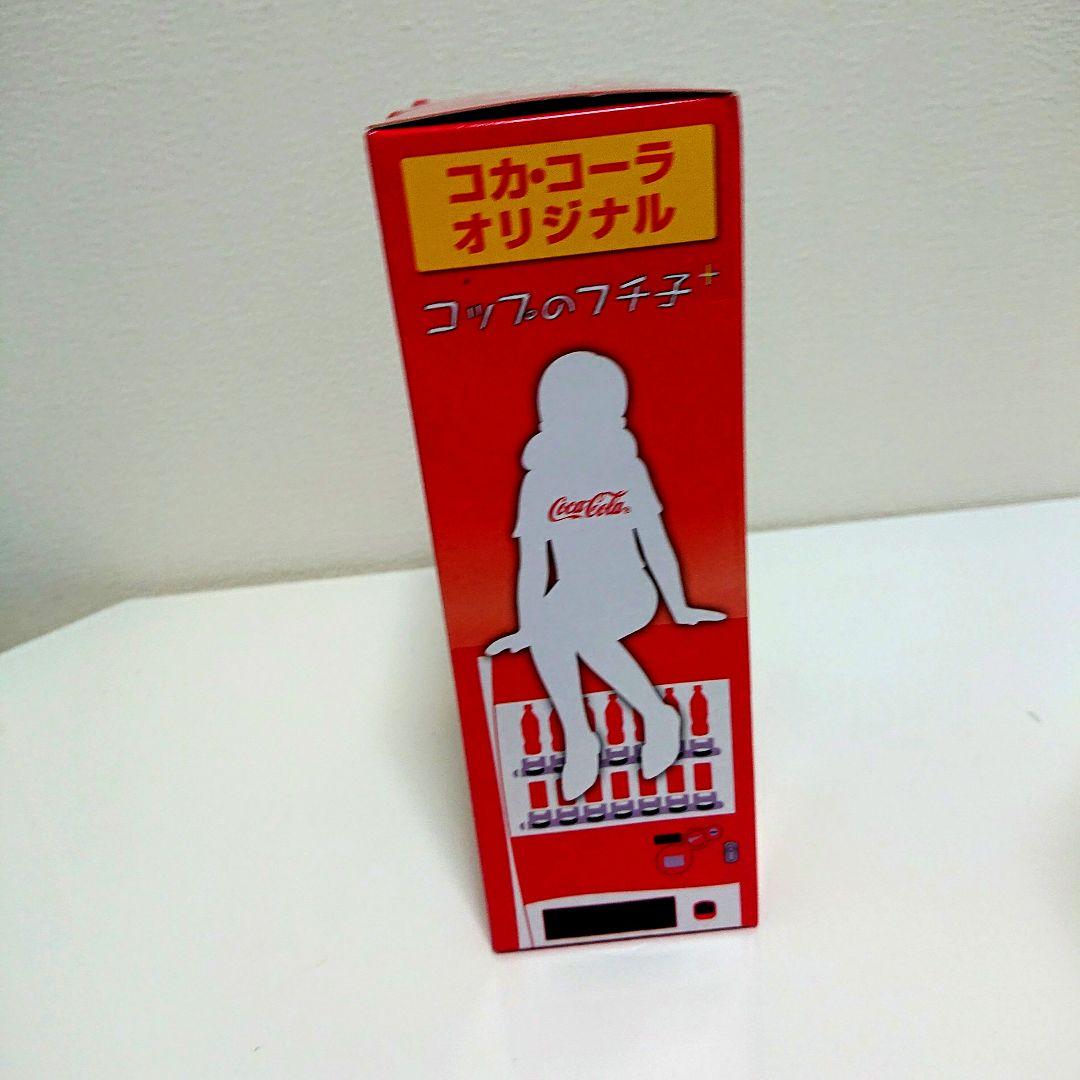 コカ・コーラ
オリジナル
コップのフチ子+
Coca-Cola®